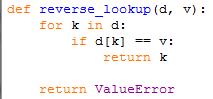 def reverse_lookup(d, v):
    for k in d:
        if d[k] == v:
            return k

    return ValueError